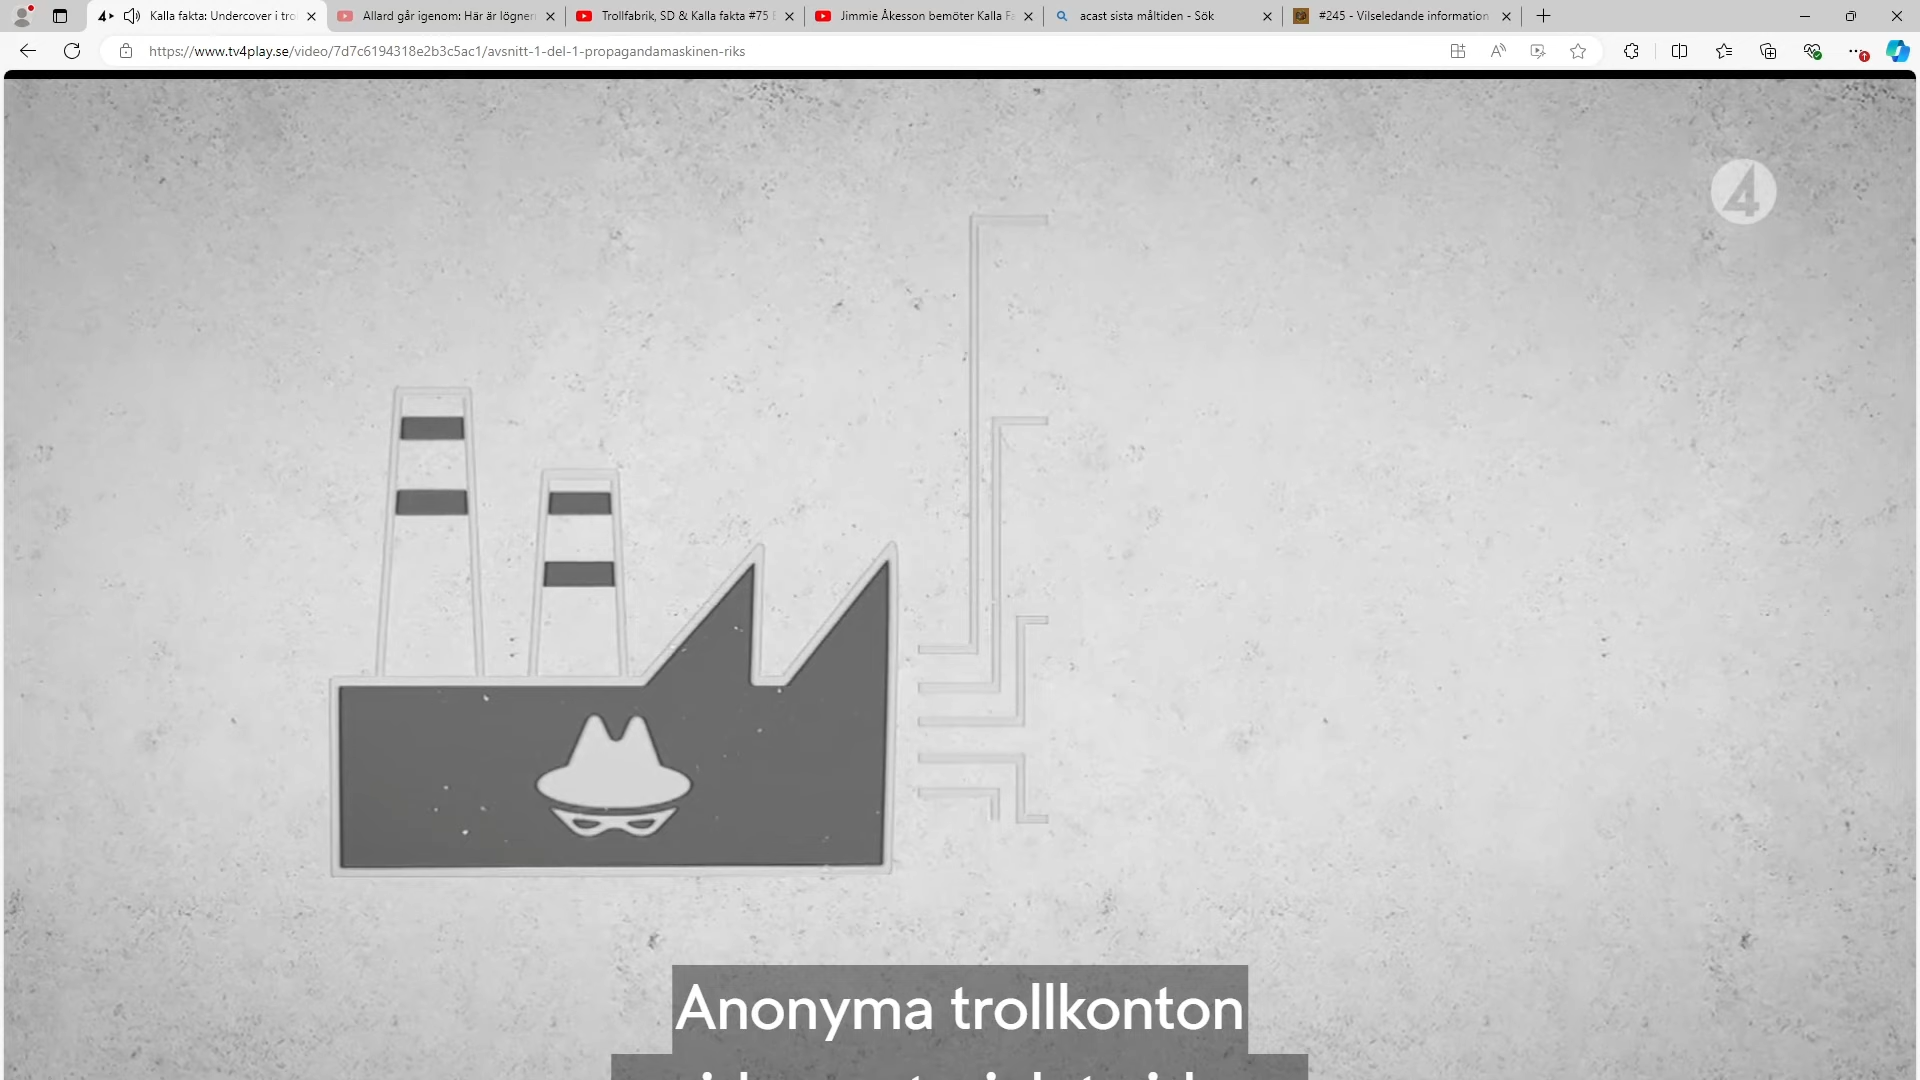 Kalla fakta: Undercover i tro
Allard går igenom: Här är lögner
Trollfabrik, SD & Kalla fakta #75
Jimmie Åkesson bemöter Kalla Fa
acast sista måltiden - Sök
#245 - Vilseledande information
https://www.tv4play.se/video/7d7c6194318e2b3c5ac1/avsnitt-1-del-1-propagandamaskinen-riks
4
Anonyma trollkonton